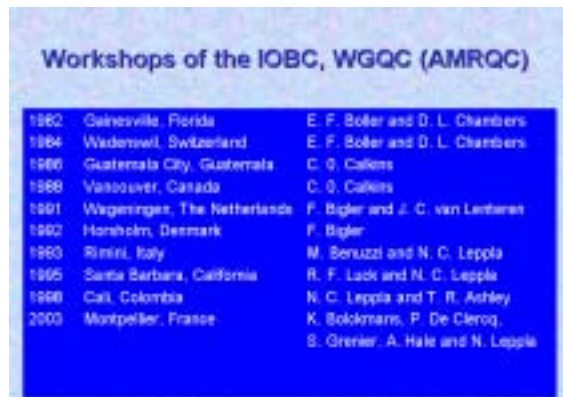 Workshops of the IOBC, WGQC (AMRQC)
1982 Gainesville, Florida E. F. Boller and D. L. Chambers
1984 Wadenswil, Switzerland E. F. Boller and D. L. Chambers
1986 Guatemala City, Guatemala C. O. Calkins
1988 Vancouver, Canada C. O. Calkins
1991 Wageningen, The Netherlands F. Bigler and J. C. van Lenteren
1992 Horsholm, Denmark F. Bigler
1993 Rimini, Italy M. Benuzzi and N. C. Leppla
1995 Santa Barbara, California R. F. Luck and N. C. Leppla
1998 Cali, Colombia N. C. Leppla and T. R. Ashley
2003 Montpellier, France K. Bolckmans, P. De Clercq,
S. Grenier, A. Hale and N. Leppla